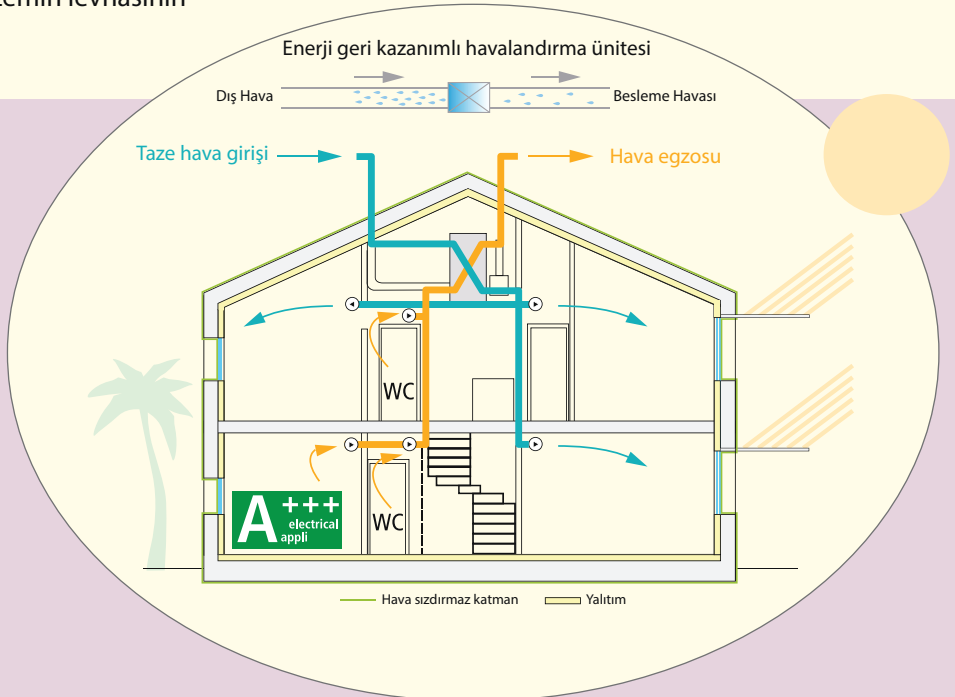 Enerji geri kazanımlı havalandırma ünitesi
Dış Hava
Besleme Havası
Taze hava girişi
Hava egzosu
WC
A+++
electrical
appli
WC
Hava sızdırmaz katman
Yalıtım